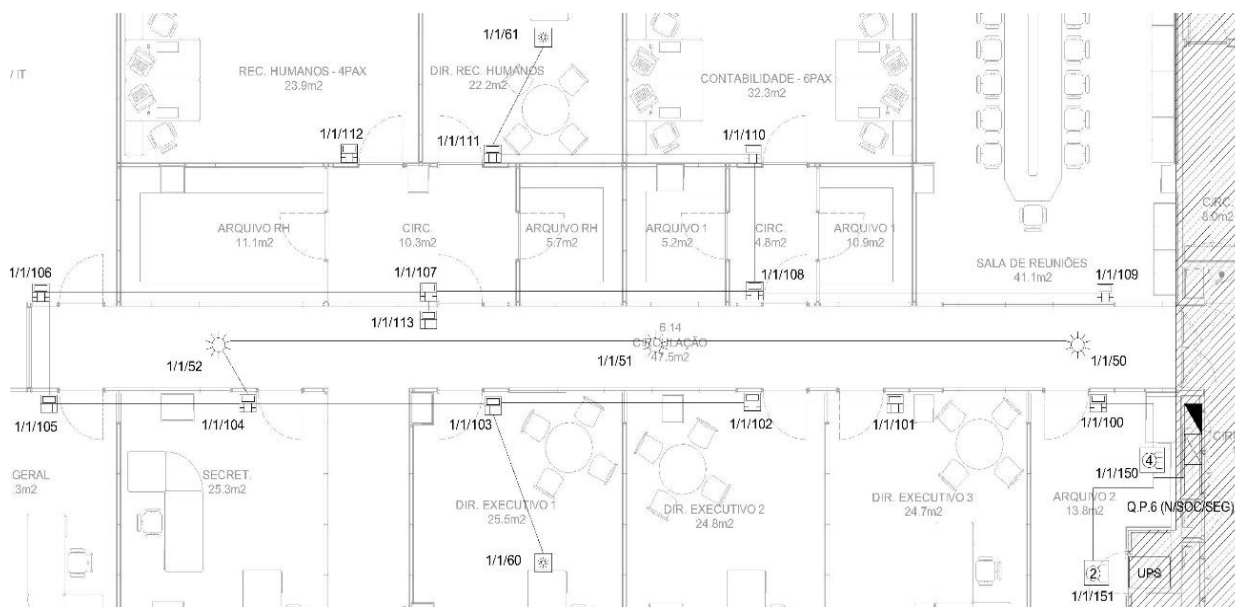 1/1/61
/ IT
REC. HUMANOS - 4PAX
23.9m2
DIR. REC. HUMANOS
22.2m2
CONTABILIDADE - 6PAX
32.3m2
1/1/112
1/1/111
1/1/110
ARQUIVO RH
11.1m2
CIRC.
10.3m2
ARQUIVO RH
5.7m2
ARQUIVO 1
5.2m2
CIRC.
4.8m2
ARQUIVO 1
10.9m2
CIRC.
8.0m2
SALA DE REUNIÕES
41.1m2
1/1/106
1/1/107
1/1/108
1/1/109
1/1/113
6.14
CIRCULAÇÃO
47.5m2
1/1/52
1/1/51
1/1/50
1/1/105
1/1/104
1/1/103
1/1/102
1/1/101
1/1/100
4
1/1/150
GERAL
.3m2
SECRET.
25.3m2
DIR. EXECUTIVO 1
25.5m2
DIR. EXECUTIVO 2
24.8m2
DIR. EXECUTIVO 3
24.7m2
ARQUIVO 2
13.8m2
Q.P.6 (N/SOC/SEG)
1/1/60
2
UPS
1/1/151